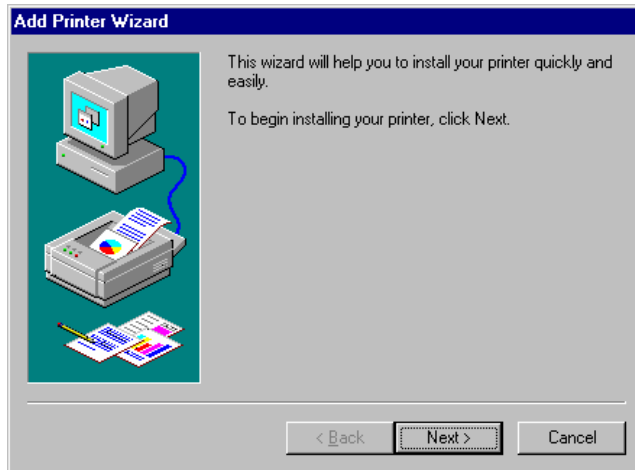 Add Printer Wizard
This wizard will help you to install your printer quickly and
easily.
To begin installing your printer, click Next.
< Back
Next >
Cancel